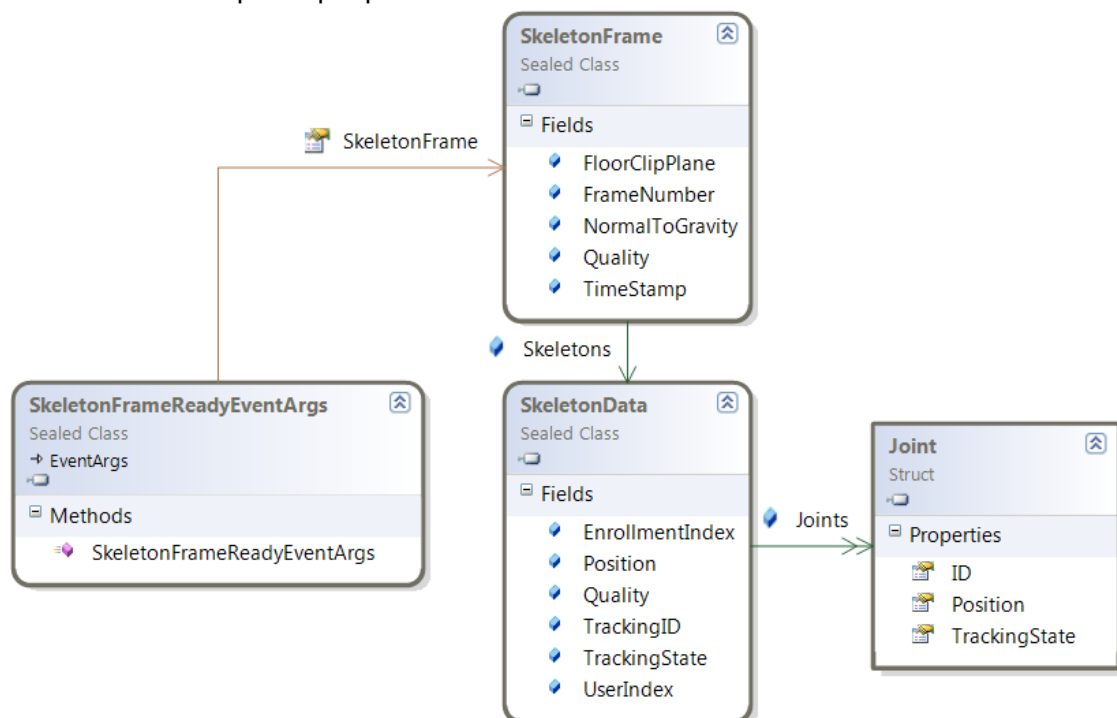 SkeletonFrame
Sealed Class
Fields
FloorClipPlane
FrameNumber
NormalToGravity
Quality
TimeStamp
SkeletonFrame
Skeletons
SkeletonFrameReadyEventArgs
Sealed Class
EventArgs
Methods
SkeletonFrameReadyEventArgs
SkeletonData
Sealed Class
Fields
EnrollmentIndex
Position
Quality
TrackingID
TrackingState
UserIndex
Joints
Joint
Struct
Properties
ID
Position
TrackingState